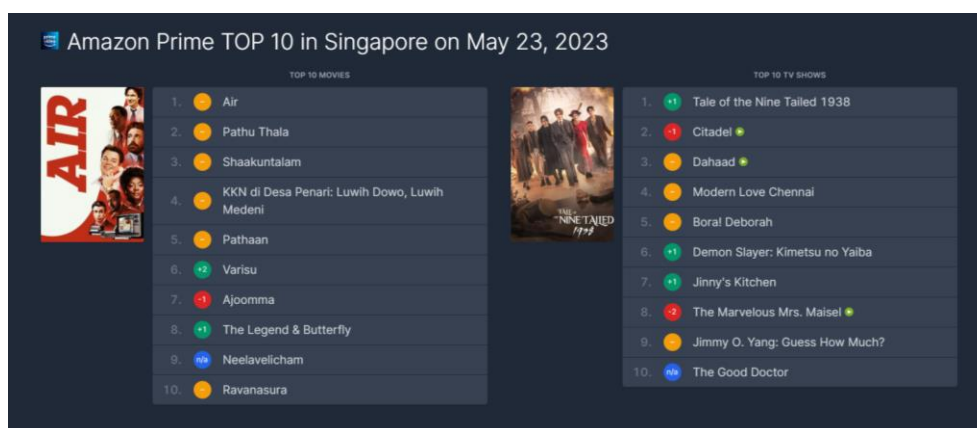 Amazon Prime TOP 10 in Singapore on May 23, 2023
TOP 10 MOVIES
AIR
1. – Air
2. – Pathu Thala
3. – Shaakuntalam
4. – KKN di Desa Penari: Luwih Dowo, Luwih
Medeni
5. – Pathaan
6. +2 Varisu
7. -1 Ajoomma
8. +1 The Legend & Butterfly
9. n/a Neelavelicham
10. – Ravanasura
TOP 10 TV SHOWS
TALE OF
THE NINE TAILED
1938
1. +1 Tale of the Nine Tailed 1938
2. -1 Citadel
3. – Dahaad
4. – Modern Love Chennai
5. – Bora! Deborah
6. +1 Demon Slayer: Kimetsu no Yaiba
7. +1 Jinny's Kitchen
8. -2 The Marvelous Mrs. Maisel
9. – Jimmy O. Yang: Guess How Much?
10. n/a The Good Doctor